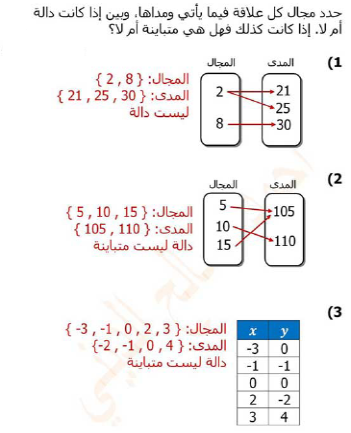 حدد مجال كل علاقة فيما يأتي ومداها، وبين إذا كانت دالة
أم لا. إذا كانت كذلك فهل هي متباينة أم لا؟
(1
المجال المدى
المجال: { 2 , 8 }
المدى: { 21 , 25 , 30 }
ليست دالة
2 21
25
8 30
(2
المجال المدى
المجال: { 5 , 10 , 15 }
المدى: { 105 , 110 }
دالة ليست متباينة
5 105
10
15 110
(3
المجال: { -3 , -1 , 0 , 2 , 3 }
المدى: { -2 , -1 , 0 , 4 }
دالة ليست متباينة
x y
-3 0
-1 -1
0 0
2 -2
3 4